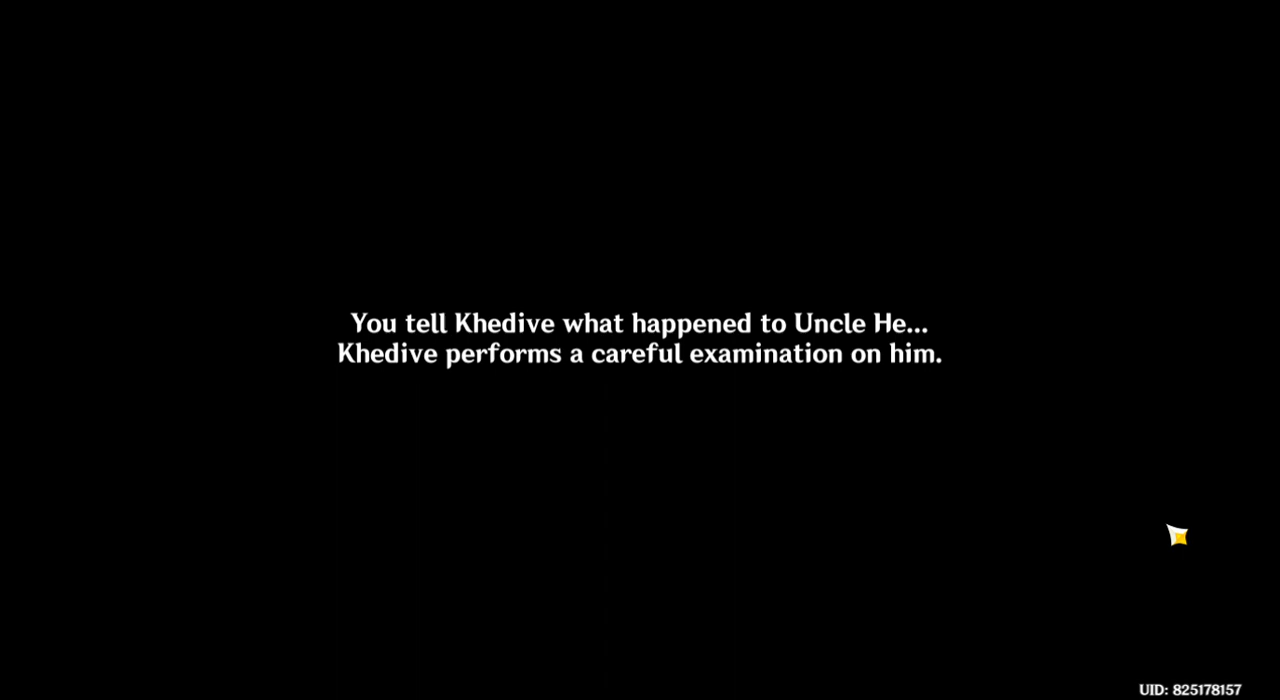 You tell Khedive what happened to Uncle He...
Khedive performs a careful examination on him.
UID: 825178157